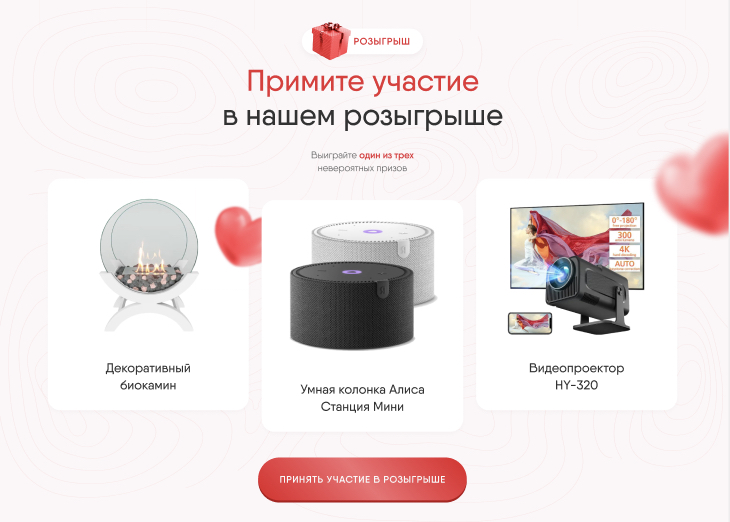 РОЗЫГРЫШ
Примите участие
в нашем розыгрыше
Выиграйте один из трех
невероятных призов
0°-180°
300
4K
AUTO
Декоративный
биокамин
Умная колонка Алиса
Станция Мини
Видеопроектор
HY-320
ПРИНЯТЬ УЧАСТИЕ В РОЗЫГРЫШЕ